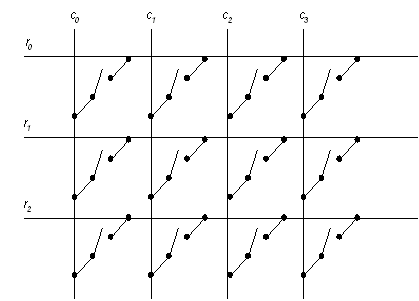 c₀ c₁ c₂ c₃
r₀
r₁
r₂